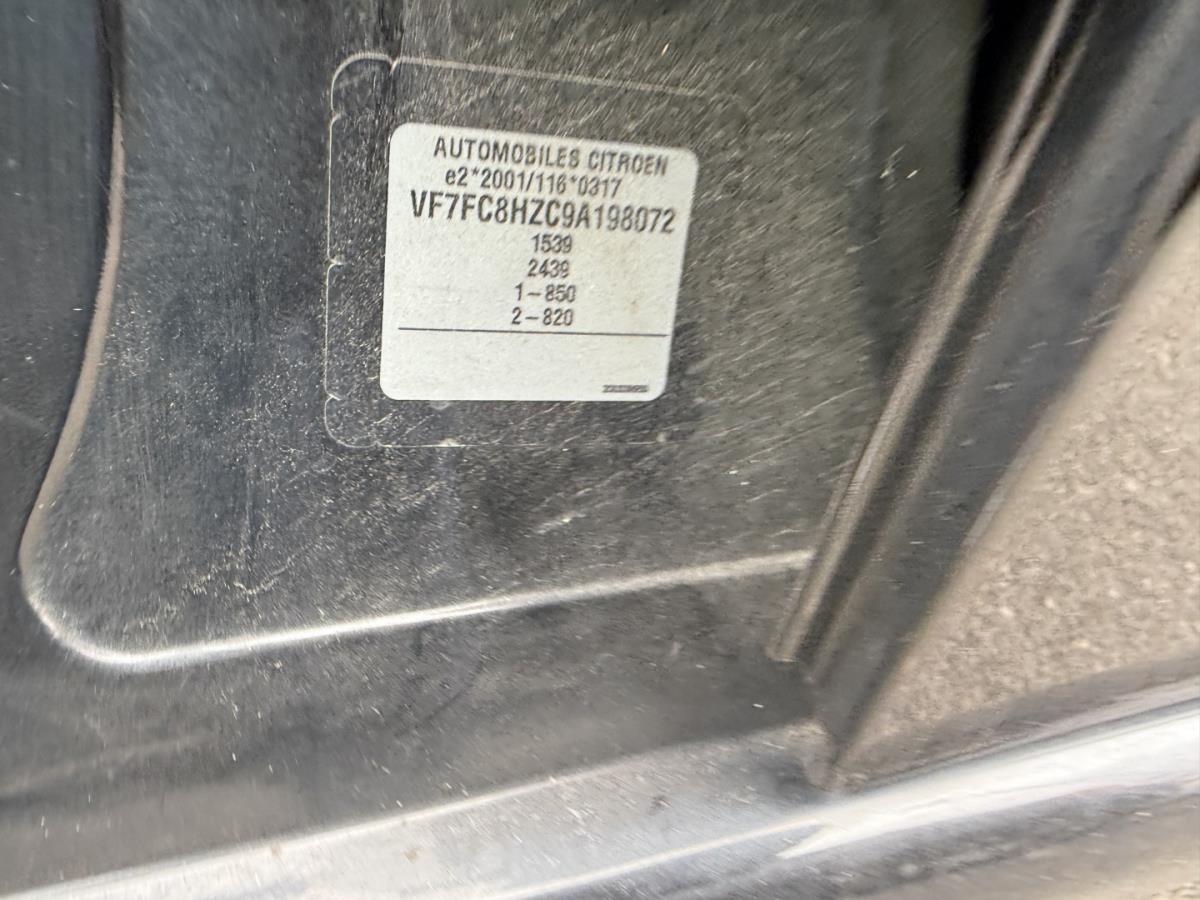 AUTOMOBILES CITROEN
e2*2001/116*0317
VF7FC8HZC9A198072
1539
2439
1-850
2-820